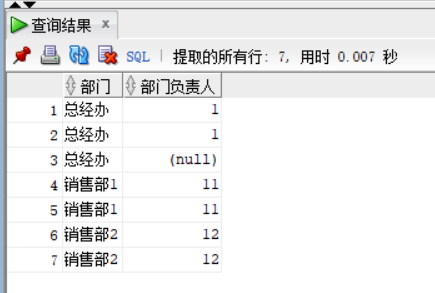 查询结果 ×
SQL | 提取的所有行: 7, 用时 0.007 秒
部门 部门负责人
1 总经办 1
2 总经办 1
3 总经办 (null)
4 销售部1 11
5 销售部1 11
6 销售部2 12
7 销售部2 12